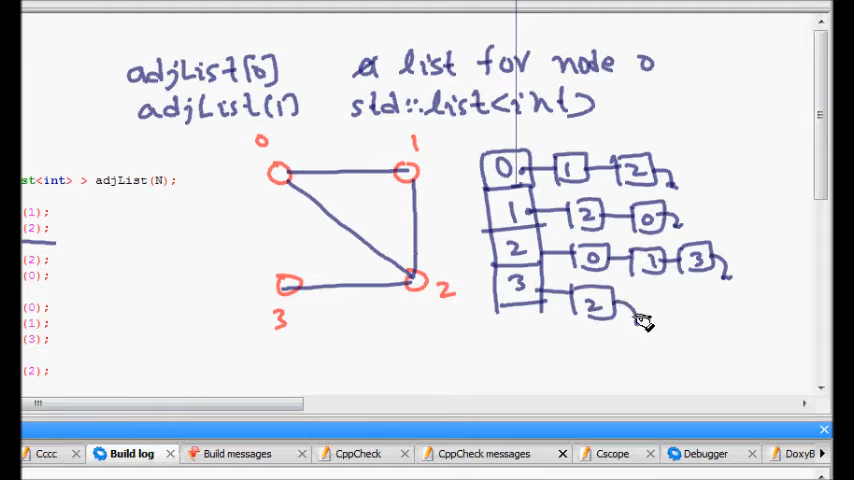 adjList[0] a list for node 0
adjList(1) std::list<int>
0 1
0 1 2
st<int> > adjList(N);
(1);
1 2 0
(2);
(2);
2 0 1 3
(0);
3 2
2
(0);
3
(1);
(3);
(2);
Cccc Build log Build messages CppCheck CppCheck messages Cscope Debugger DoxyB